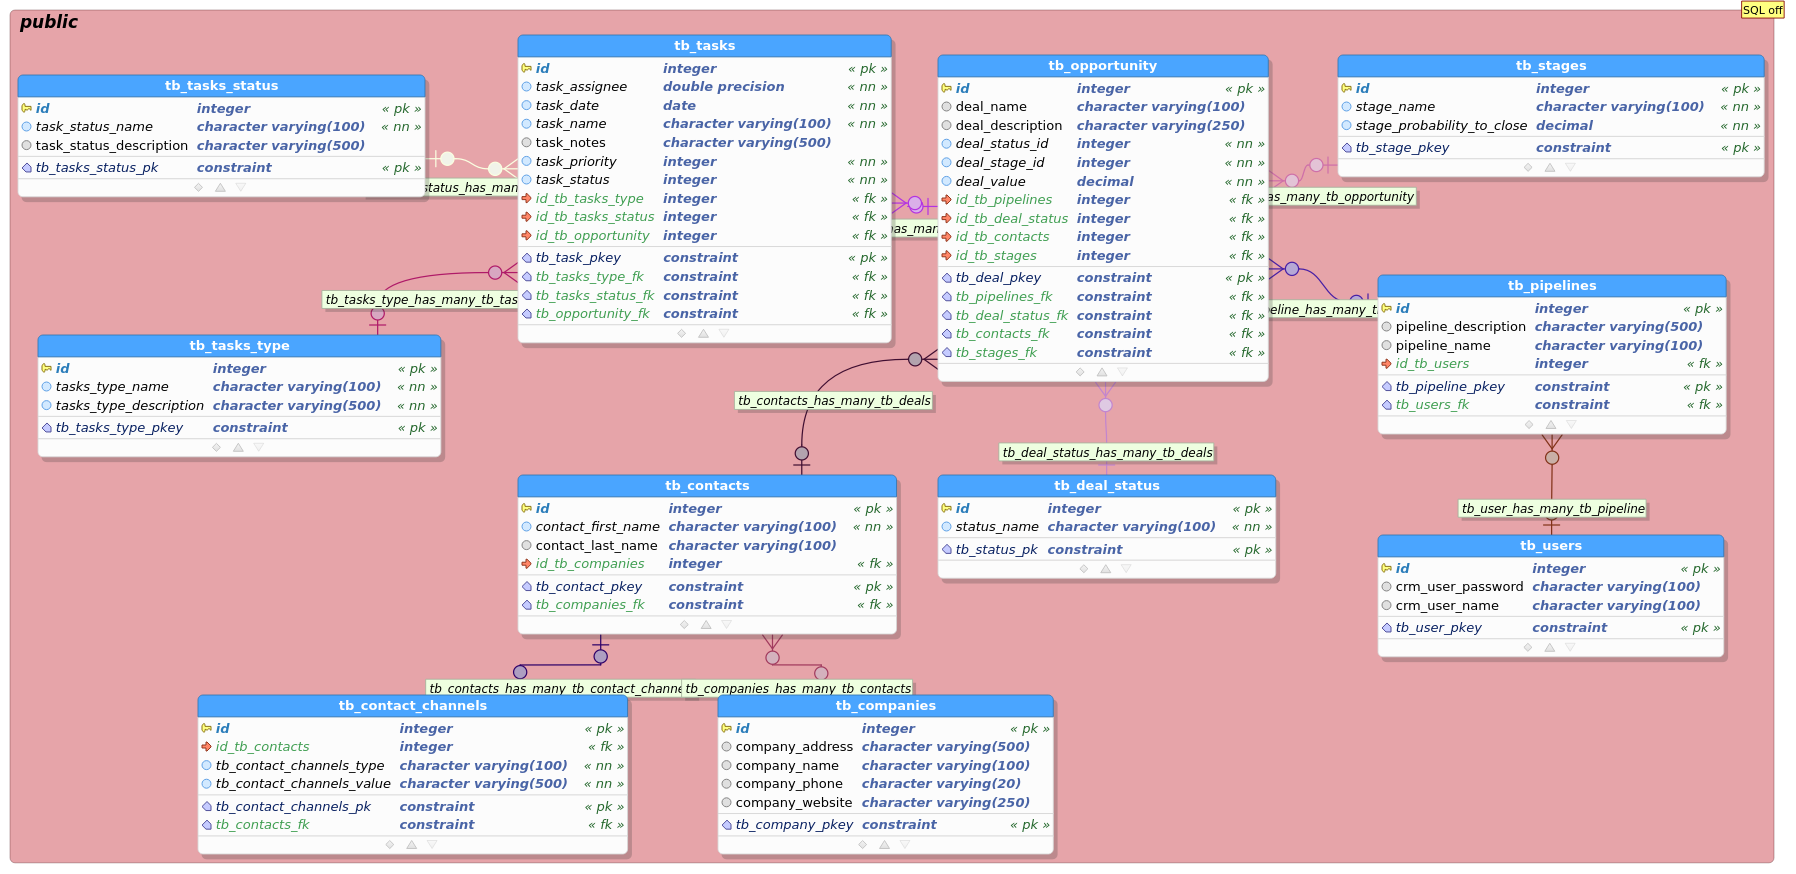 SQL off
public
tb_tasks_status
id integer « pk »
task_status_name character varying(100) « nn »
task_status_description character varying(500)
tb_tasks_status_pk constraint « pk »
tb_tasks
id integer « pk »
task_assignee double precision « nn »
task_date date « nn »
task_name character varying(100) « nn »
task_notes character varying(500)
task_priority integer « nn »
task_status integer « nn »
id_tb_tasks_type integer « fk »
id_tb_tasks_status integer « fk »
id_tb_opportunity integer « fk »
tb_task_pkey constraint « pk »
tb_tasks_type_fk constraint « fk »
tb_tasks_status_fk constraint « fk »
tb_opportunity_fk constraint « fk »
tb_opportunity
id integer « pk »
deal_name character varying(100)
deal_description character varying(250)
deal_status_id integer « nn »
deal_stage_id integer « nn »
deal_value decimal « nn »
id_tb_pipelines integer « fk »
id_tb_deal_status integer « fk »
id_tb_contacts integer « fk »
id_tb_stages integer « fk »
tb_deal_pkey constraint « pk »
tb_pipelines_fk constraint « fk »
tb_deal_status_fk constraint « fk »
tb_contacts_fk constraint « fk »
tb_stages_fk constraint « fk »
tb_stages
id integer « pk »
stage_name character varying(100) « nn »
stage_probability_to_close decimal « nn »
tb_stage_pkey constraint « pk »
status_has_man
has_man
as_many_tb_opportunity
tb_tasks_type_has_many_tb_tas
eline_has_many_t
tb_tasks_type
id integer « pk »
tasks_type_name character varying(100) « nn »
tasks_type_description character varying(500) « nn »
tb_tasks_type_pkey constraint « pk »
tb_pipelines
id integer « pk »
pipeline_description character varying(500)
pipeline_name character varying(100)
id_tb_users integer « fk »
tb_pipeline_pkey constraint « pk »
tb_users_fk constraint « fk »
tb_contacts_has_many_tb_deals
tb_deal_status_has_many_tb_deals
tb_user_has_many_tb_pipeline
tb_contacts
id integer « pk »
contact_first_name character varying(100) « nn »
contact_last_name character varying(100)
id_tb_companies integer « fk »
tb_contact_pkey constraint « pk »
tb_companies_fk constraint « fk »
tb_deal_status
id integer « pk »
status_name character varying(100) « nn »
tb_status_pk constraint « pk »
tb_users
id integer « pk »
crm_user_password character varying(100)
crm_user_name character varying(100)
tb_user_pkey constraint « pk »
tb_contacts_has_many_tb_contact_channe
tb_companies_has_many_tb_contacts
tb_contact_channels
id integer « pk »
id_tb_contacts integer « fk »
tb_contact_channels_type character varying(100) « nn »
tb_contact_channels_value character varying(500) « nn »
tb_contact_channels_pk constraint « pk »
tb_contacts_fk constraint « fk »
tb_companies
id integer « pk »
company_address character varying(500)
company_name character varying(100)
company_phone character varying(20)
company_website character varying(250)
tb_company_pkey constraint « pk »